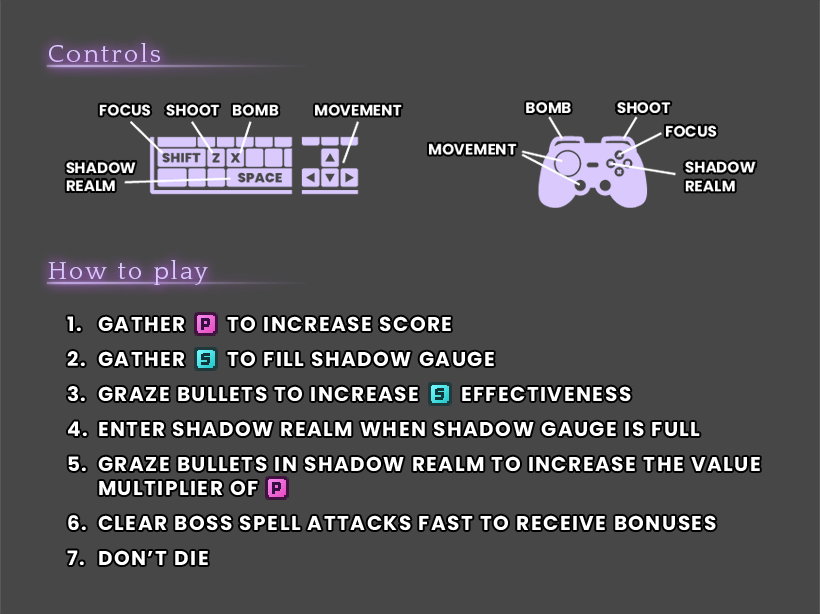 Controls
FOCUS SHOOT BOMB MOVEMENT
SHIFT Z X
SHADOW
REALM
SPACE
BOMB SHOOT
FOCUS
MOVEMENT
SHADOW
REALM
How to play
1. GATHER P TO INCREASE SCORE
2. GATHER S TO FILL SHADOW GAUGE
3. GRAZE BULLETS TO INCREASE S EFFECTIVENESS
4. ENTER SHADOW REALM WHEN SHADOW GAUGE IS FULL
5. GRAZE BULLETS IN SHADOW REALM TO INCREASE THE VALUE
MULTIPLIER OF P
6. CLEAR BOSS SPELL ATTACKS FAST TO RECEIVE BONUSES
7. DON'T DIE